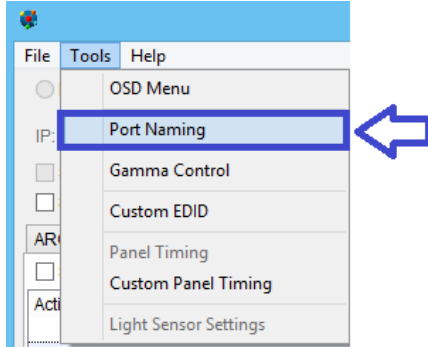 File Tools Help
OSD Menu
IP:
Port Naming
Gamma Control
Custom EDID
Panel Timing
Custom Panel Timing
Light Sensor Settings